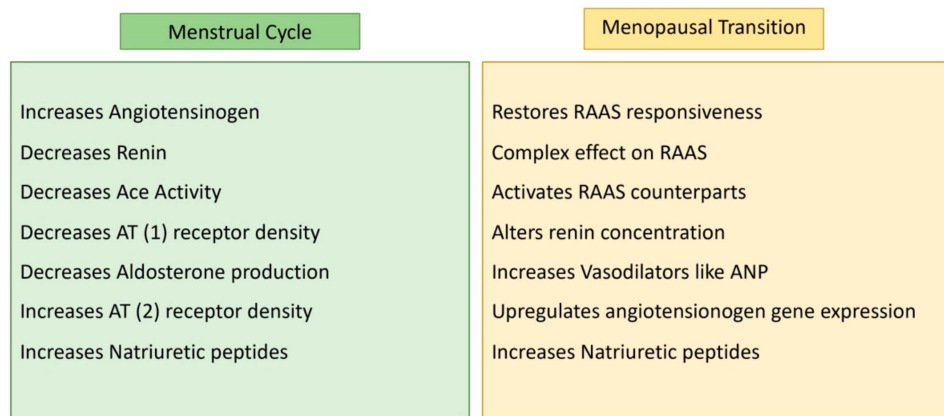 Menstrual Cycle
Increases Angiotensinogen
Decreases Renin
Decreases Ace Activity
Decreases AT (1) receptor density
Decreases Aldosterone production
Increases AT (2) receptor density
Increases Natriuretic peptides
Menopausal Transition
Restores RAAS responsiveness
Complex effect on RAAS
Activates RAAS counterparts
Alters renin concentration
Increases Vasodilators like ANP
Upregulates angiotensionogen gene expression
Increases Natriuretic peptides